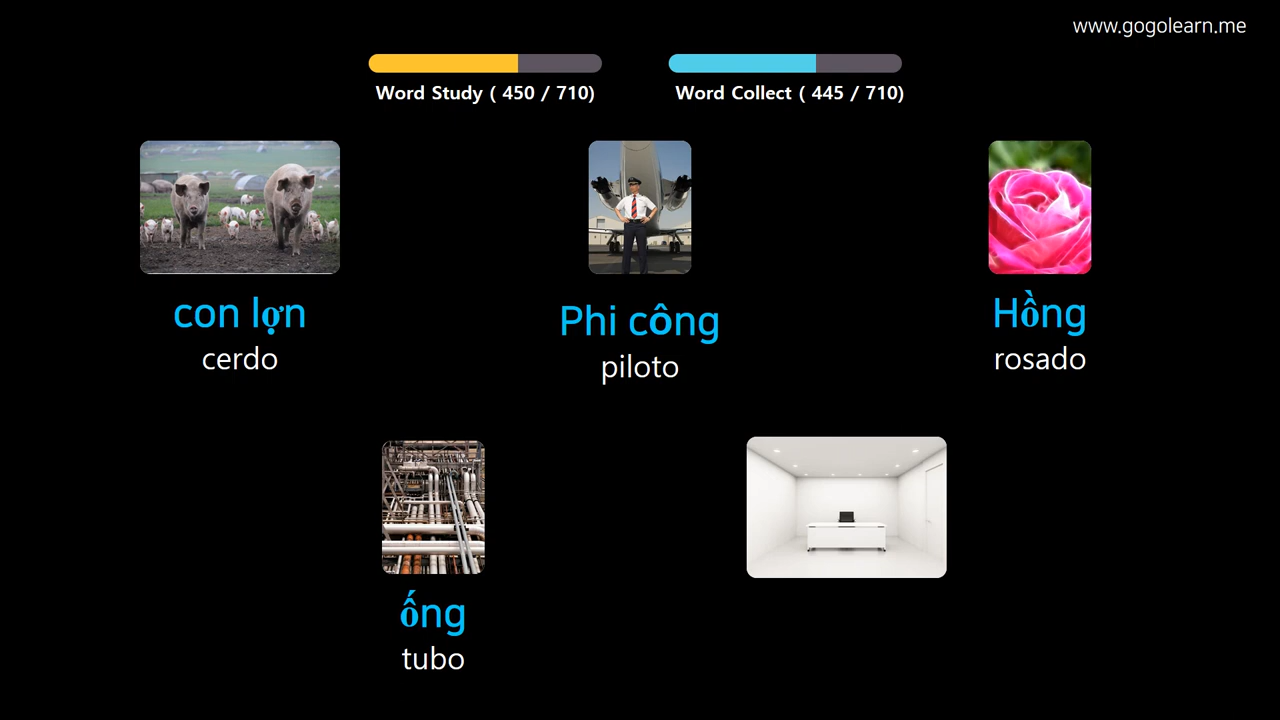 www.gogolearn.me
Word Study ( 450 / 710)
Word Collect ( 445 / 710)
con lợn
cerdo
Phi công
piloto
Hồng
rosado
ống
tubo